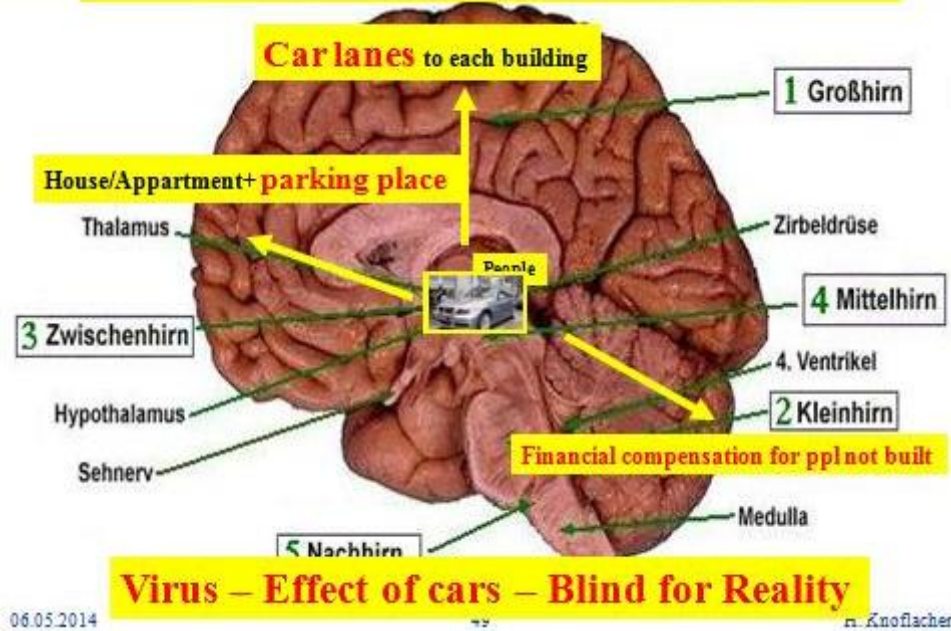 Car lanes to each building
1 Großhirn
House/Appartment+ parking place
Thalamus
Zirbeldrüse
People
4 Mittelhirn
3 Zwischenhirn
4. Ventrikel
Hypothalamus
2 Kleinhirn
Financial compensation for ppl not built
Sehnerv
Medulla
5 Nachhirn
Virus – Effect of cars – Blind for Reality
06.05.2014
49
H. Knoflacher